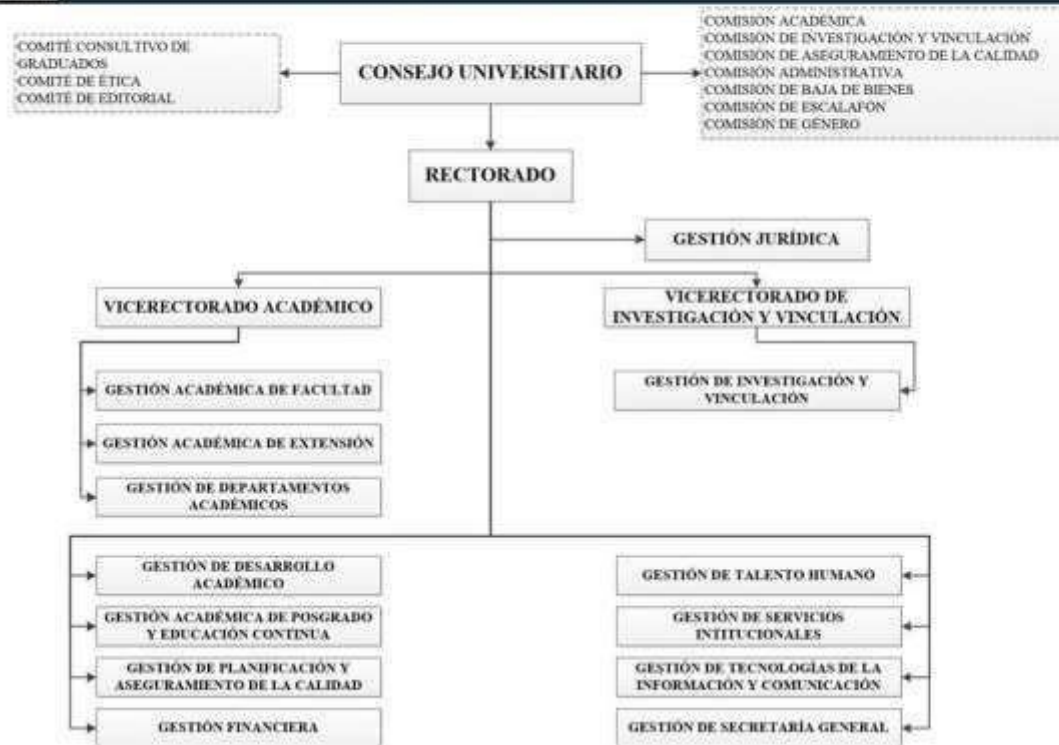 COMITÉ CONSULTIVO DE
GRADUADOS
COMITÉ DE ÉTICA
COMITÉ DE EDITORIAL
CONSEJO UNIVERSITARIO
COMISIÓN ACADÉMICA
COMISIÓN DE INVESTIGACIÓN Y VINCULACIÓN
COMISIÓN DE ASEGURAMIENTO DE LA CALIDAD
COMISIÓN ADMINISTRATIVA
COMISIÓN DE BAJA DE BIENES
COMISIÓN DE ESCALAFÓN
COMISIÓN DE GÉNERO
RECTORADO
GESTIÓN JURÍDICA
VICERECTORADO ACADÉMICO
VICERECTORADO DE
INVESTIGACIÓN Y VINCULACIÓN
GESTIÓN ACADÉMICA DE FACULTAD
GESTIÓN ACADÉMICA DE EXTENSIÓN
GESTIÓN DE DEPARTAMENTOS
ACADÉMICOS
GESTIÓN DE INVESTIGACIÓN Y
VINCULACIÓN
GESTIÓN DE DESARROLLO
ACADÉMICO
GESTIÓN ACADÉMICA DE POSGRADO
Y EDUCACIÓN CONTINUA
GESTIÓN DE PLANIFICACIÓN Y
ASEGURAMIENTO DE LA CALIDAD
GESTIÓN FINANCIERA
GESTIÓN DE TALENTO HUMANO
GESTIÓN DE SERVICIOS
INTITUCIONALES
GESTIÓN DE TECNOLOGÍAS DE LA
INFORMACIÓN Y COMUNICACIÓN
GESTIÓN DE SECRETARÍA GENERAL